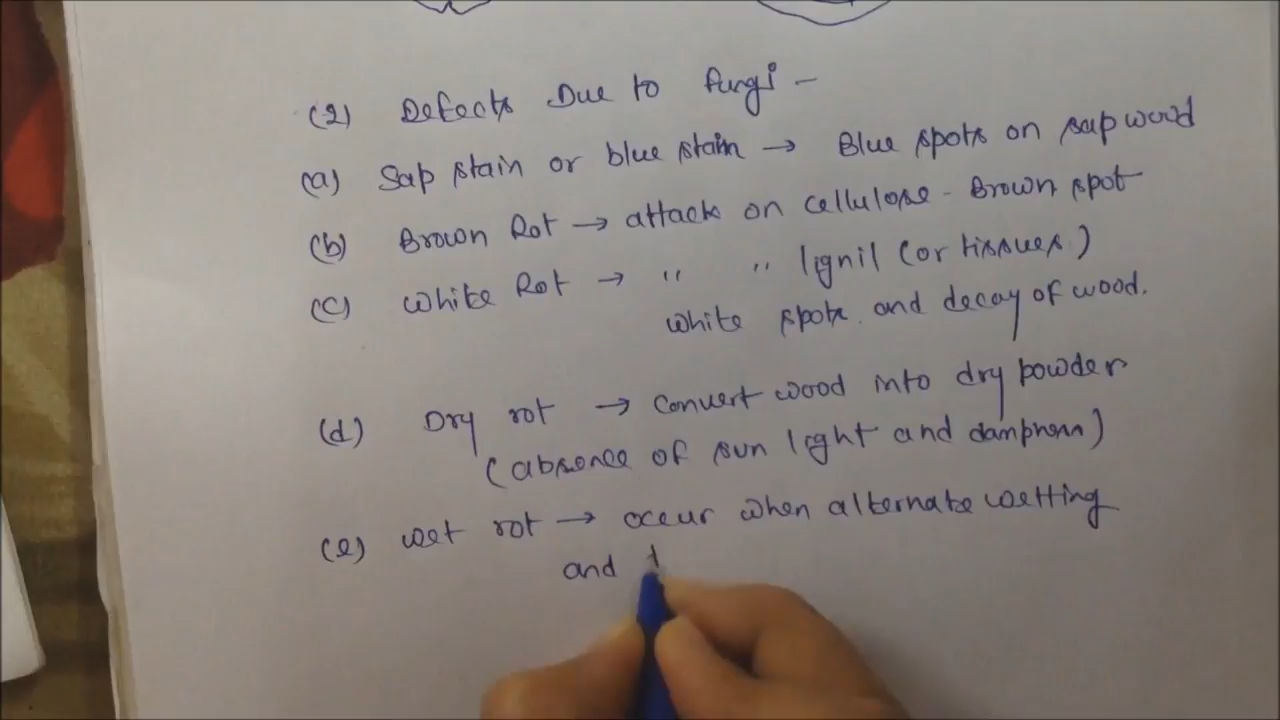 (2) Defects Due to fungi -
(a) Sap stain or blue stain → Blue spots on sap wood
(b) Brown Rot → attack on cellulose - Brown spot
(c) White Rot → " " lignil (or tissues)
white spots and decay of wood.
(d) Dry rot → Convert wood into dry powder
(absence of sun light and dampness)
(e) wet rot → occur when alternate wetting
and